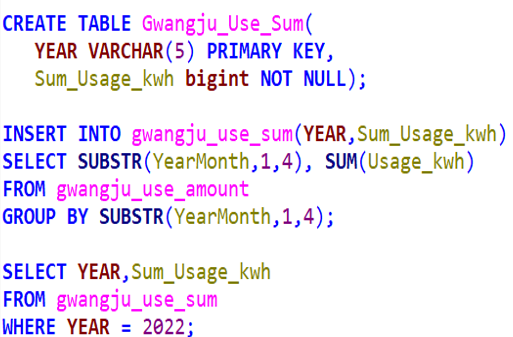 CREATE TABLE Gwangju_Use_Sum(
YEAR VARCHAR(5) PRIMARY KEY,
Sum_Usage_kwh bigint NOT NULL);
INSERT INTO gwangju_use_sum(YEAR,Sum_Usage_kwh)
SELECT SUBSTR(YearMonth,1,4), SUM(Usage_kwh)
FROM gwangju_use_amount
GROUP BY SUBSTR(YearMonth,1,4);
SELECT YEAR,Sum_Usage_kwh
FROM gwangju_use_sum
WHERE YEAR = 2022;